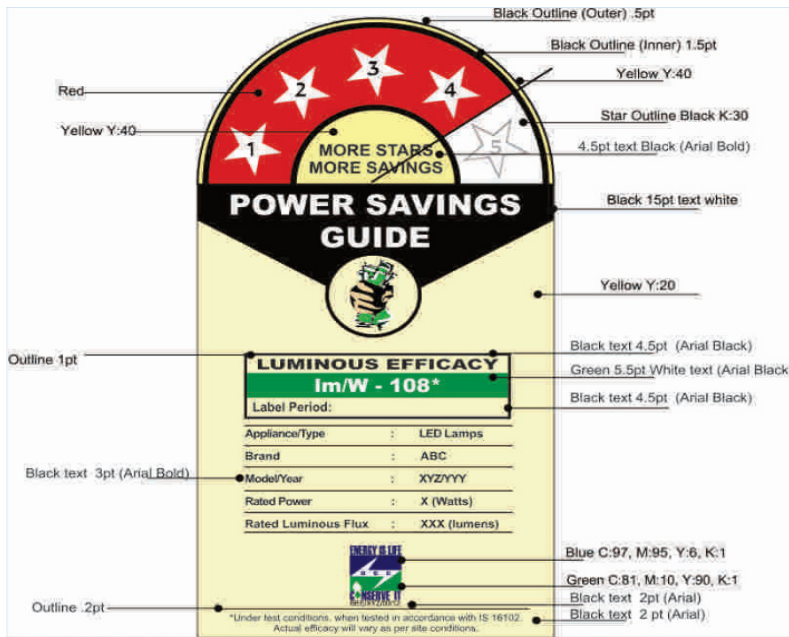 Black Outline (Outer) .5pt
Black Outline (Inner) 1.5pt
Yellow Y:40
Red
Star Outline Black K:30
Yellow Y:40
4.5pt text Black (Arial Bold)
1
2
3
4
5
MORE STARS
MORE SAVINGS
POWER SAVINGS
GUIDE
Black 15pt text white
Yellow Y:20
Outline 1pt
Black text 4.5pt (Arial Black)
LUMINOUS EFFICACY
Green 5.5pt White text (Arial Black
lm/W - 108*
Black text 4.5pt (Arial Black)
Label Period:
Appliance/Type : LED Lamps
Brand : ABC
Black text 3pt (Arial Bold)
Model/Year : XYZ/YYY
Rated Power : X (Watts)
Rated Luminous Flux : XXX (lumens)
ENERGY IS LIFE
BEE
CONSERVE IT
Blue C:97, M:95, Y:6, K:1
Green C:81, M:10, Y:90, K:1
Black text 2pt (Arial)
Outline .2pt
Black text 2 pt (Arial)
*Under test conditions, when tested in accordance with IS 16102.
Actual efficacy will vary as per site conditions.